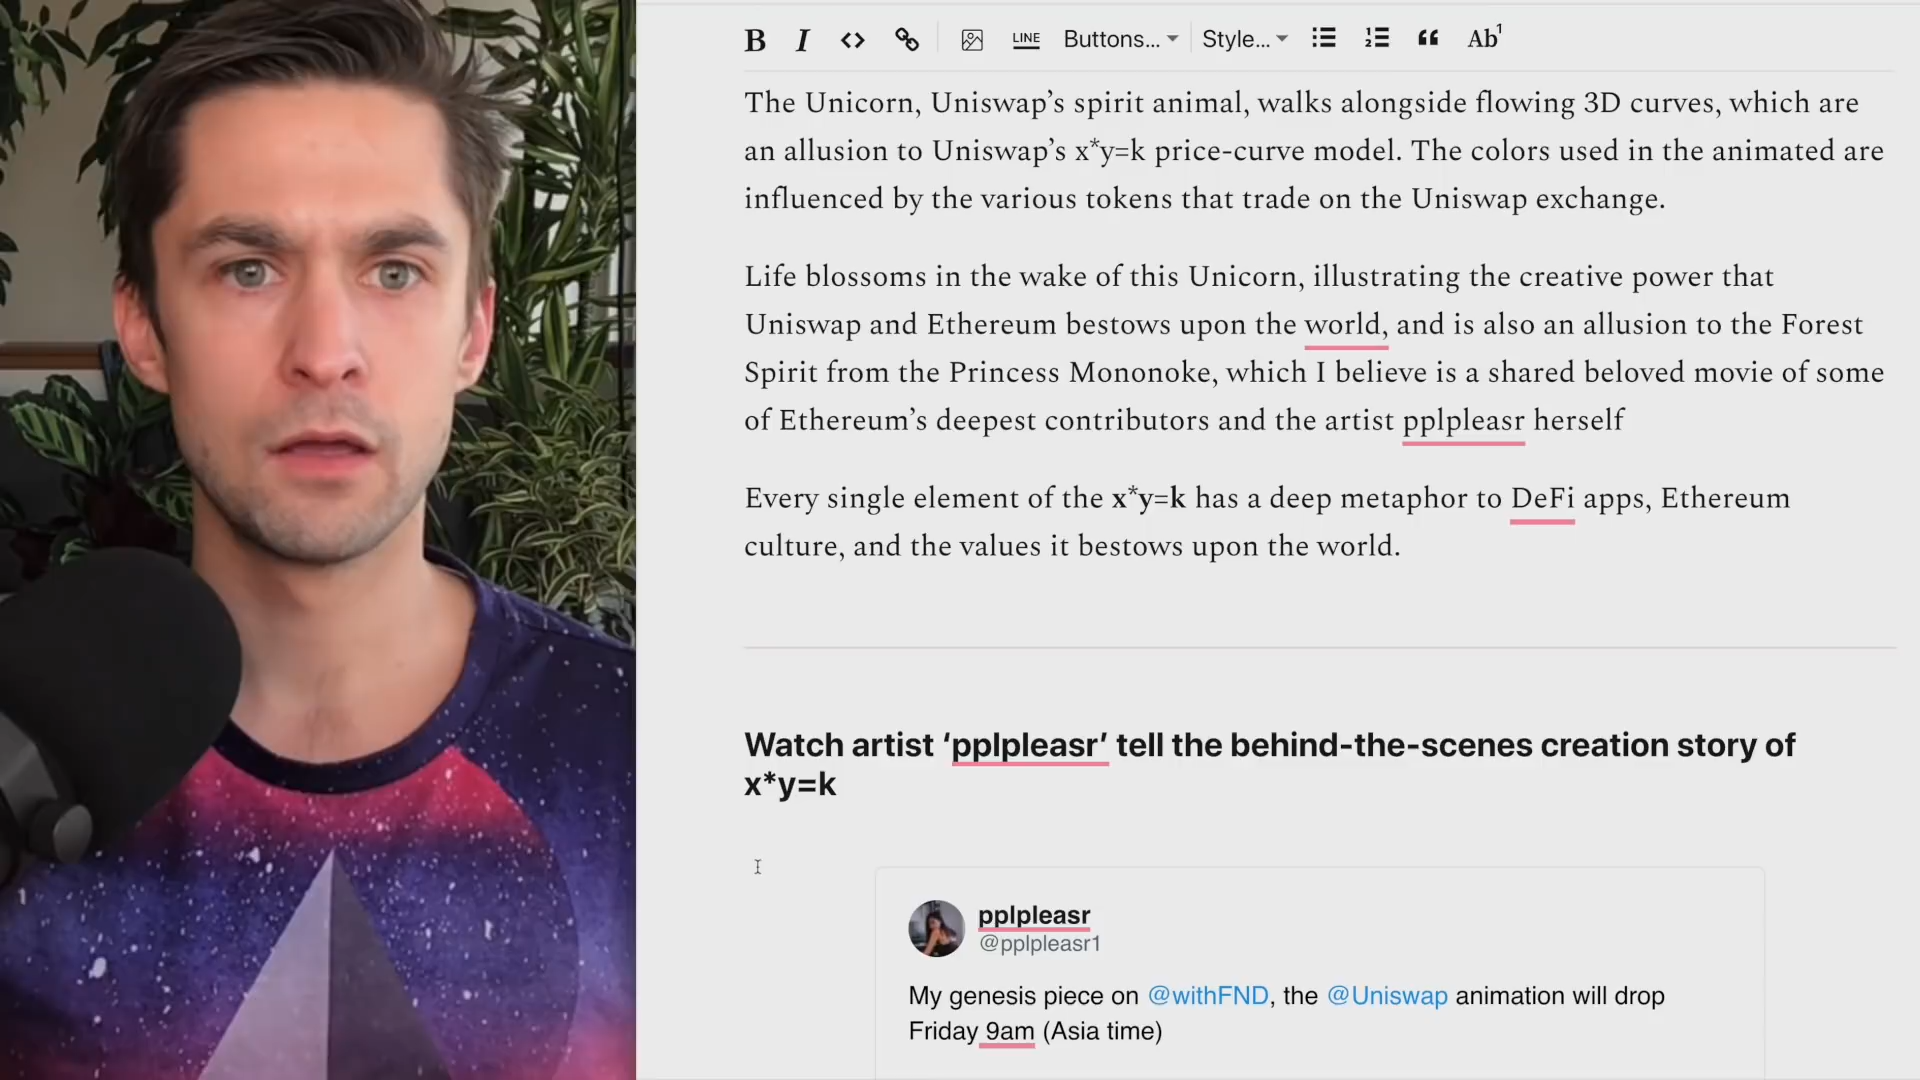 B I <> LINE Buttons... Style... Ab1
The Unicorn, Uniswap’s spirit animal, walks alongside flowing 3D curves, which are
an allusion to Uniswap’s x*y=k price-curve model. The colors used in the animated are
influenced by the various tokens that trade on the Uniswap exchange.
Life blossoms in the wake of this Unicorn, illustrating the creative power that
Uniswap and Ethereum bestows upon the world, and is also an allusion to the Forest
Spirit from the Princess Mononoke, which I believe is a shared beloved movie of some
of Ethereum’s deepest contributors and the artist pplpleasr herself
Every single element of the x*y=k has a deep metaphor to DeFi apps, Ethereum
culture, and the values it bestows upon the world.
Watch artist ‘pplpleasr’ tell the behind-the-scenes creation story of
x*y=k
pplpleasr
@pplpleasr1
My genesis piece on @withFND, the @Uniswap animation will drop
Friday 9am (Asia time)